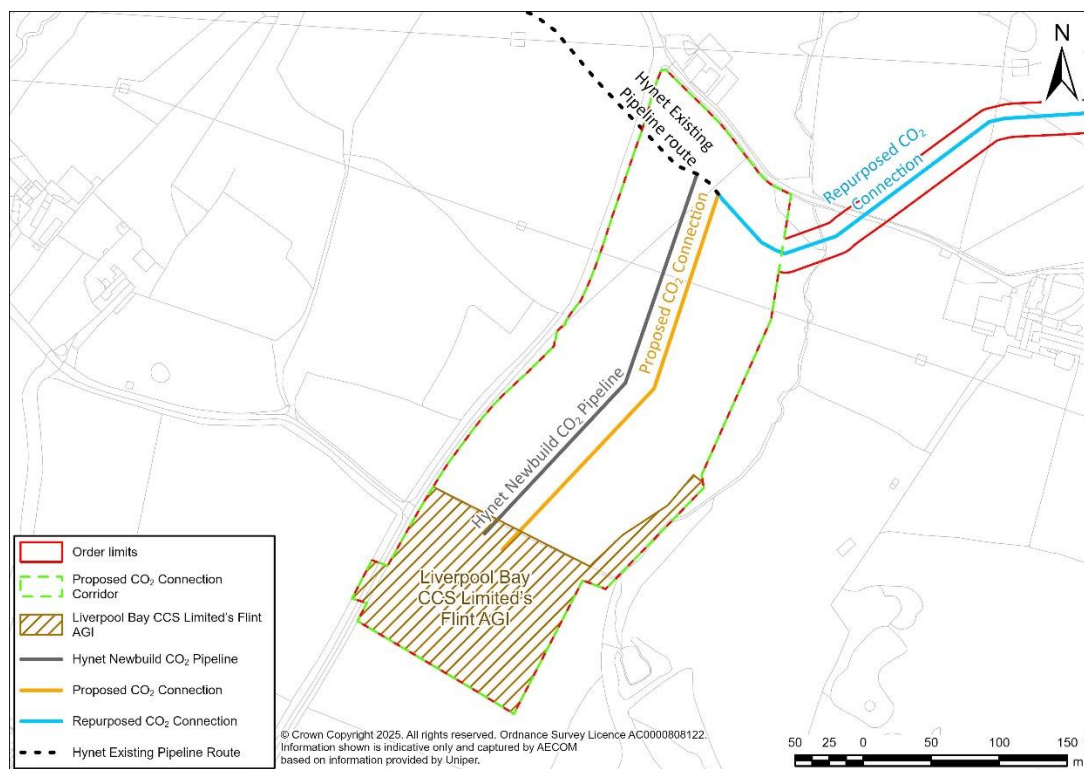 N
Hynet Existing
Pipeline route
Repurposed CO₂
Connection
Proposed CO₂ Connection
Hynet Newbuild CO₂ Pipeline
Liverpool Bay
CCS Limited's
Flint AGI
Order limits
Proposed CO₂ Connection
Corridor
Liverpool Bay CCS Limited's Flint
AGI
Hynet Newbuild CO₂ Pipeline
Proposed CO₂ Connection
Repurposed CO₂ Connection
Hynet Existing Pipeline Route
© Crown Copyright 2025. All rights reserved. Ordnance Survey Licence AC0000808122.
Information shown is indicative only and captured by AECOM
based on information provided by Uniper.
50 25 0 50 100 150
m